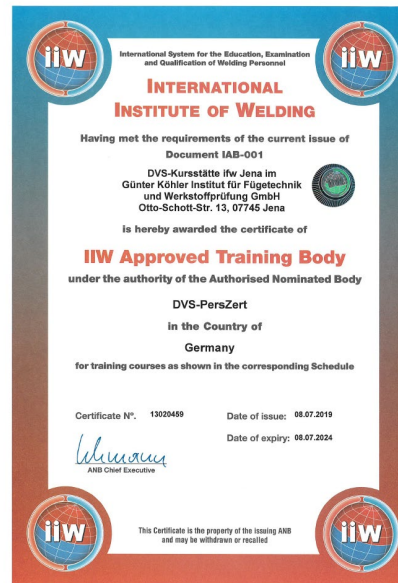 iiw
iiw
International System for the Education, Examination
and Qualification of Welding Personnel
INTERNATIONAL
INSTITUTE OF WELDING
Having met the requirements of the current issue of
Document IAB-001
DVS-Kursstätte ifw Jena im
Günter Köhler Institut für Fügetechnik
und Werkstoffprüfung GmbH
Otto-Schott-Str. 13, 07745 Jena
is hereby awarded the certificate of
IIW Approved Training Body
under the authority of the Authorised Nominated Body
DVS-PersZert
in the Country of
Germany
for training courses as shown in the corresponding Schedule
Certificate Nº. 13020459
Date of issue: 08.07.2019
Date of expiry: 08.07.2024
ANB Chief Executive
This Certificate is the property of the issuing ANB
and may be withdrawn or recalled
iiw
iiw